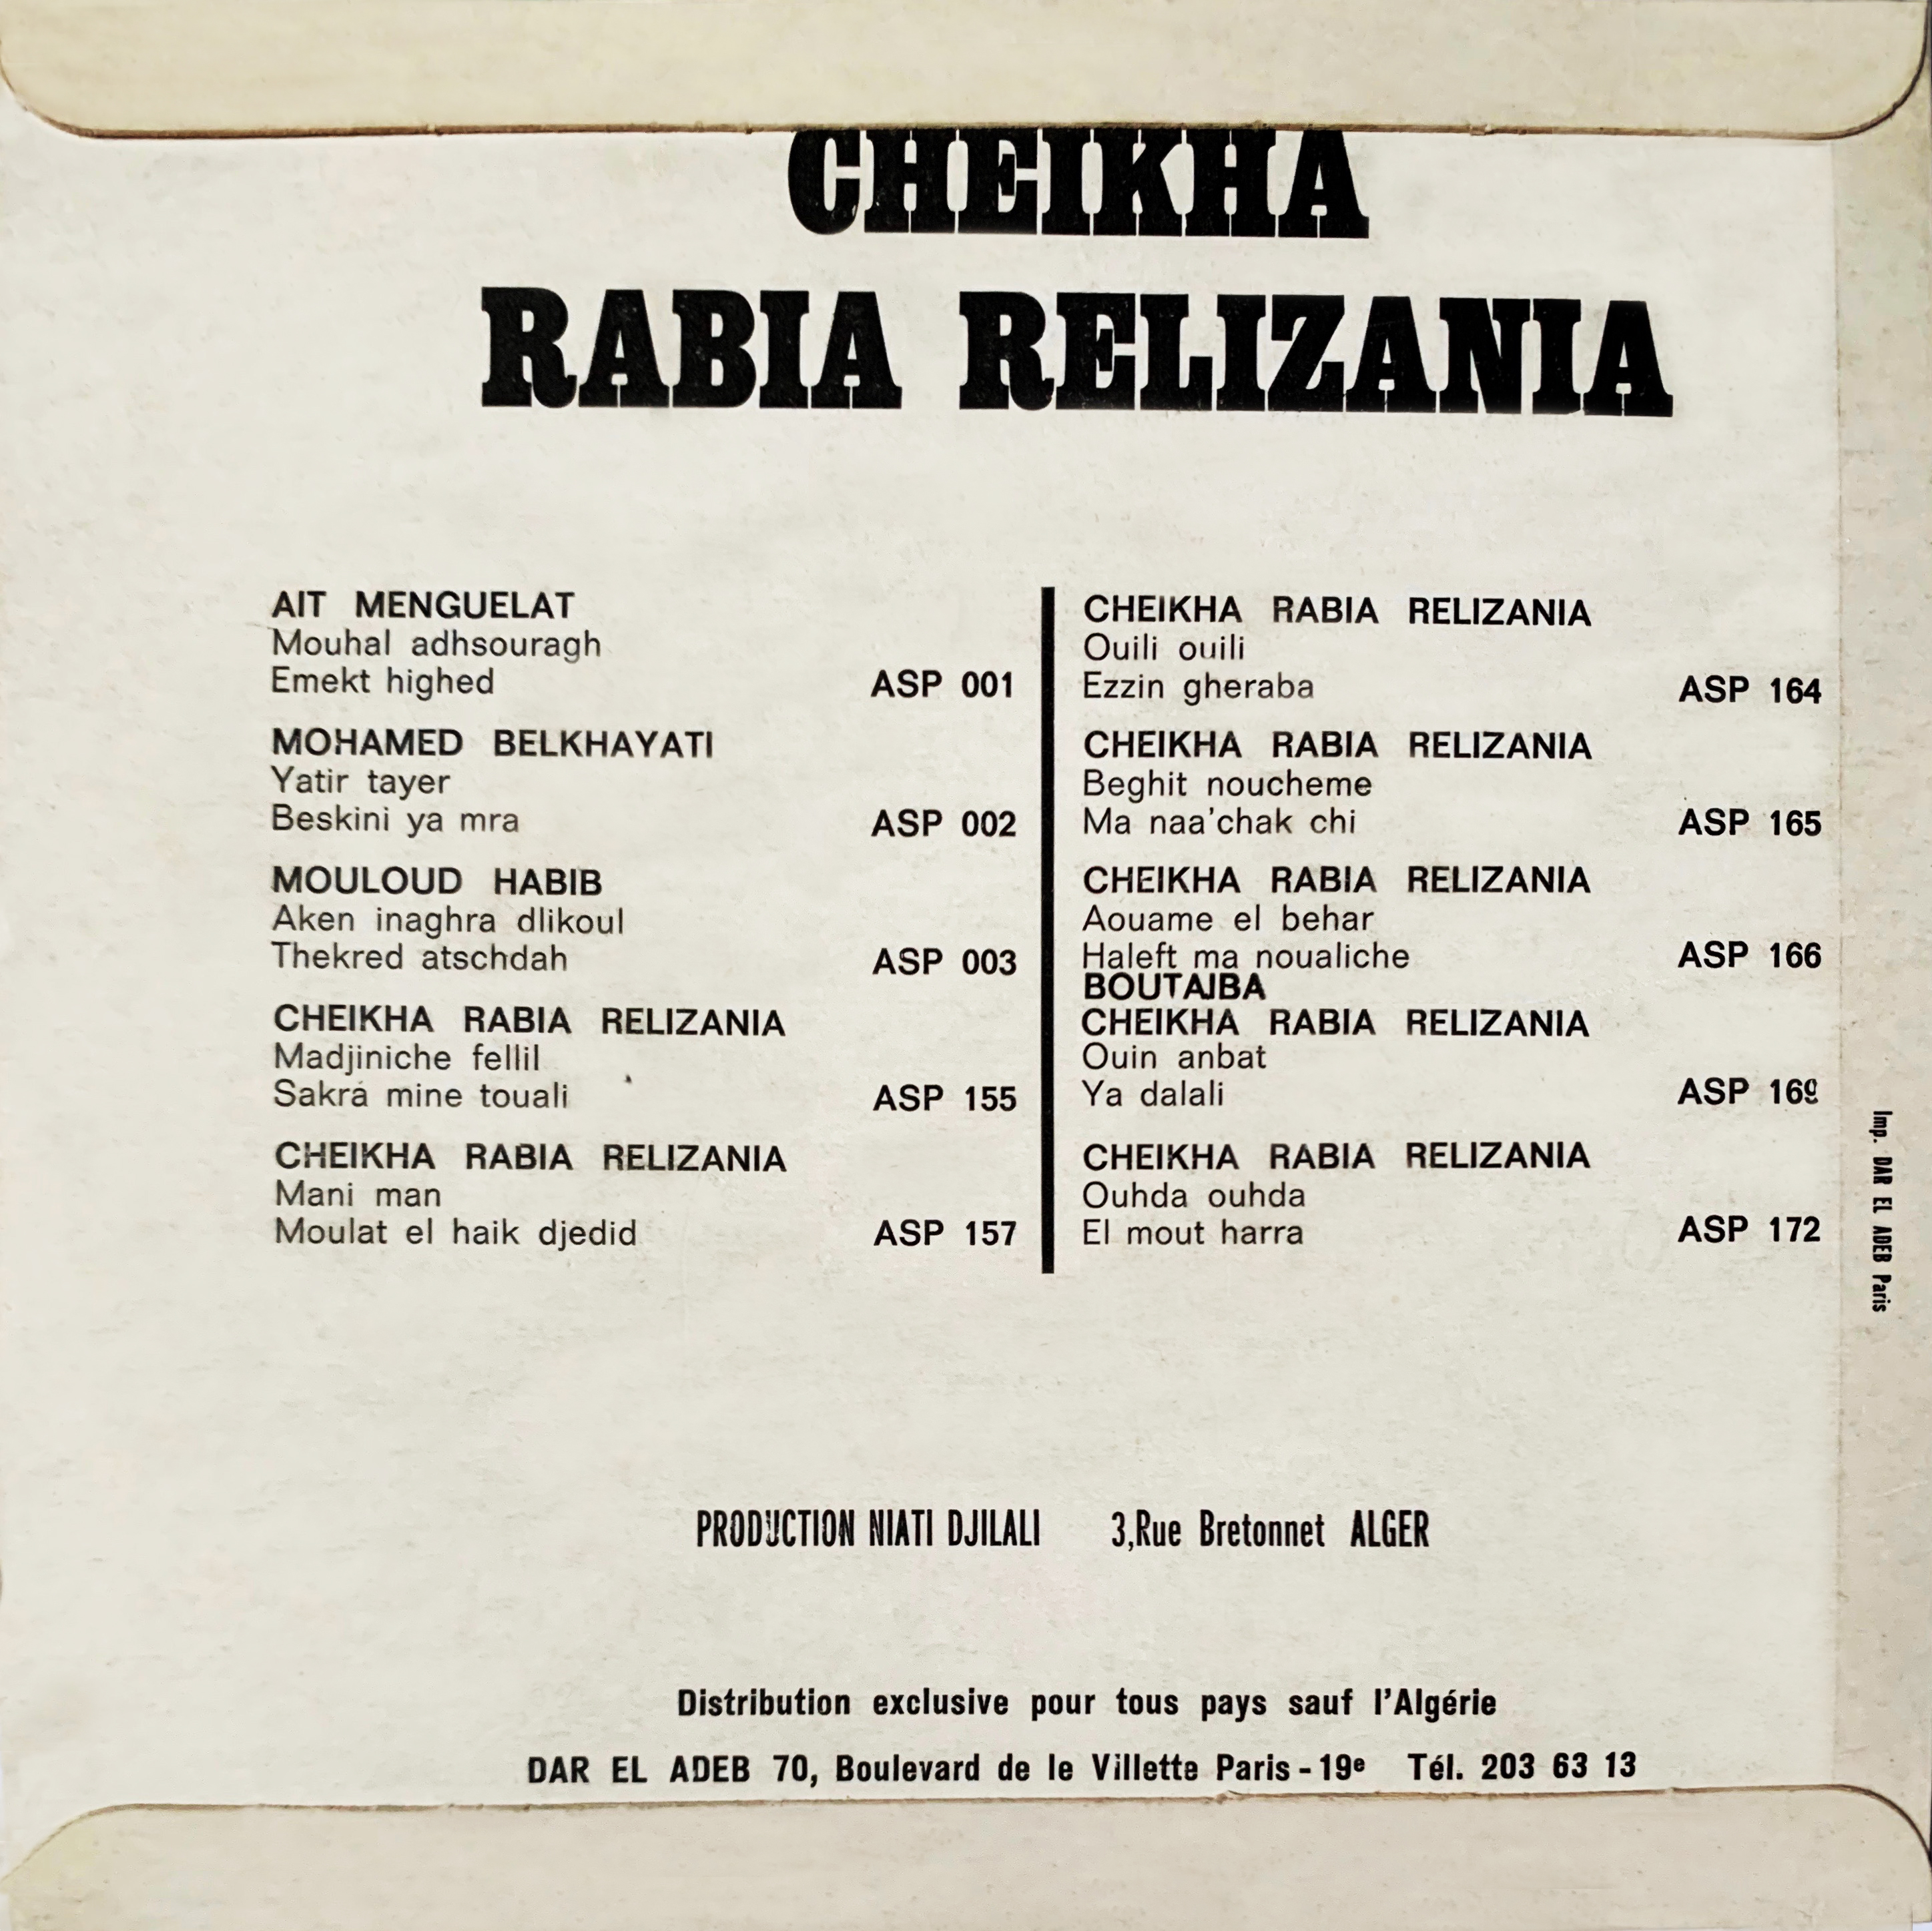 CHEIKHA
RABIA RELIZANIA
AIT MENGUELAT
Mouhal adhsouragh
Emekt highed ASP 001
MOHAMED BELKHAYATI
Yatir tayer
Beskini ya mra ASP 002
MOULOUD HABIB
Aken inaghra dlikoul
Thekred atschdah ASP 003
CHEIKHA RABIA RELIZANIA
Madjiniche fellil
Sakra mine touali ASP 155
CHEIKHA RABIA RELIZANIA
Mani man
Moulat el haik djedid ASP 157
CHEIKHA RABIA RELIZANIA
Ouili ouili
Ezzin gheraba ASP 164
CHEIKHA RABIA RELIZANIA
Beghit noucheme
Ma naa'chak chi ASP 165
CHEIKHA RABIA RELIZANIA
Aouame el behar
Haleft ma noualiche ASP 166
BOUTAIBA
CHEIKHA RABIA RELIZANIA
Ouin anbat
Ya dalali ASP 169
CHEIKHA RABIA RELIZANIA
Ouhda ouhda
El mout harra ASP 172
Imp. DAR EL ADEB Paris
PRODUCTION NIATI DJILALI 3,Rue Bretonnet ALGER
Distribution exclusive pour tous pays sauf l'Algérie
DAR EL ADEB 70, Boulevard de le Villette Paris - 19e Tél. 203 63 13